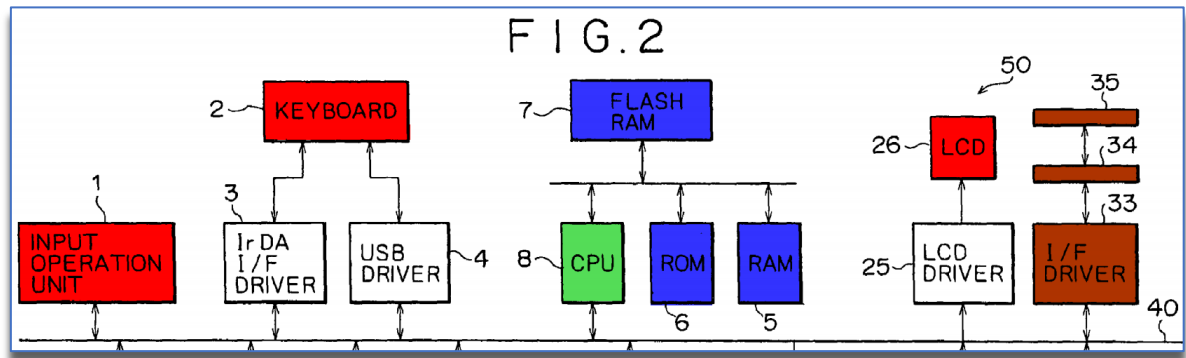 FIG.2
50
35
2
KEYBOARD
7
FLASH
RAM
26
LCD
34
1
3
33
INPUT
OPERATION
UNIT
IrDA
I/F
DRIVER
USB
DRIVER
4
8
CPU
ROM
RAM
25
LCD
DRIVER
I/F
DRIVER
6
5
40